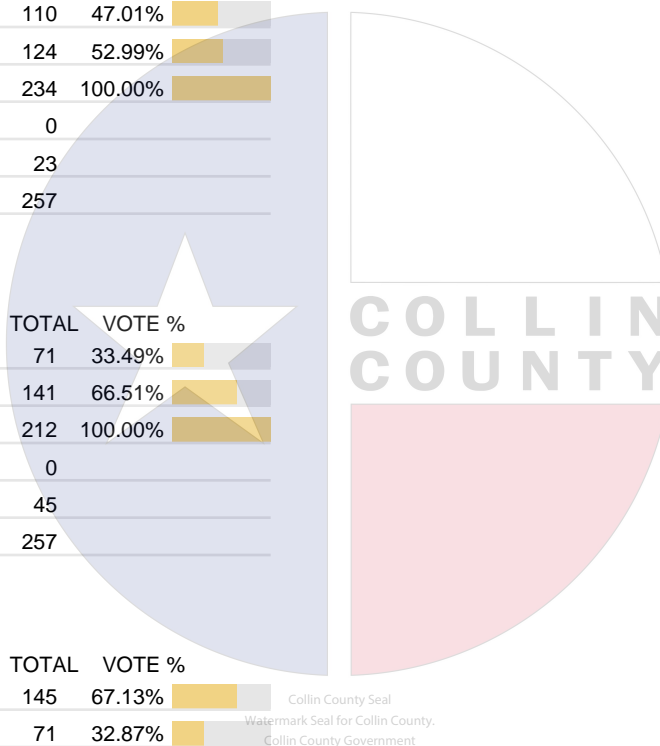 110 47.01%
124 52.99%
234 100.00%
0
23
257
TOTAL VOTE %
71 33.49%
141 66.51%
212 100.00%
0
45
257
TOTAL VOTE %
145 67.13%
71 32.87%
COLLIN
COUNTY
Collin County Seal
Watermark Seal for Collin County.
Collin County Government